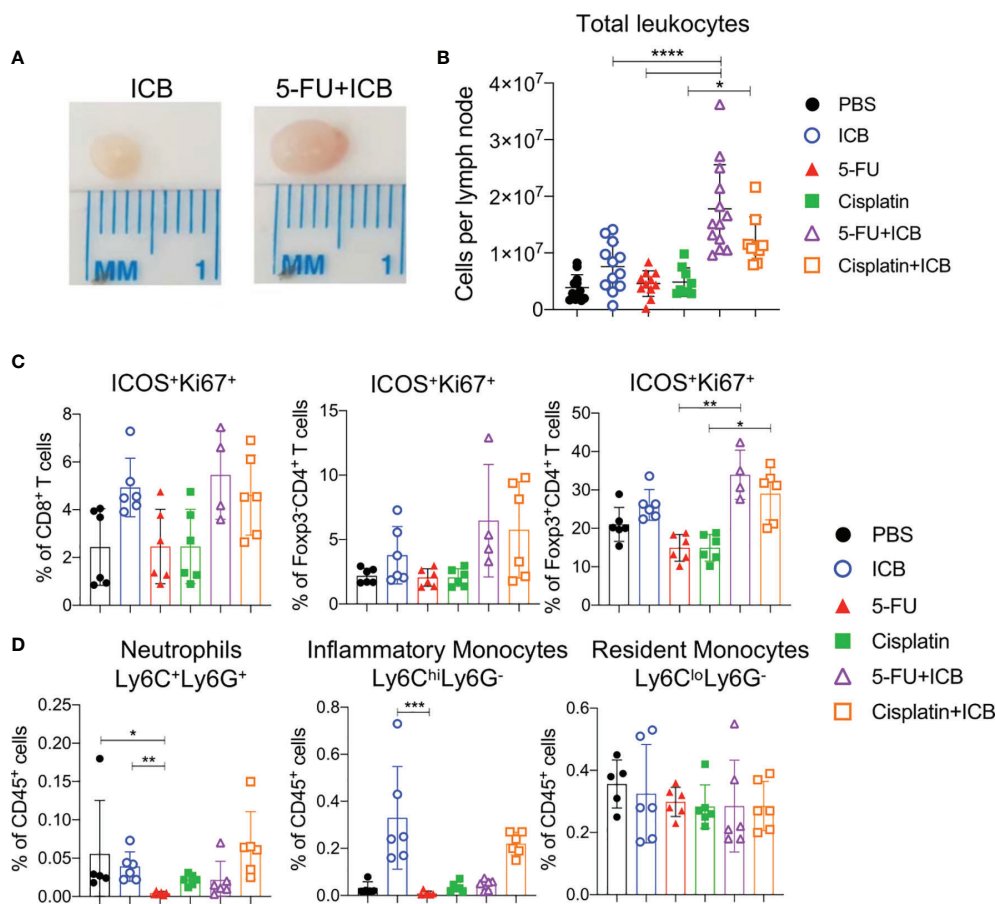 A
ICB
5-FU+ICB
MM
1
MM
1
B
Total leukocytes
****
*
Cells per lymph node
4×10⁷
3×10⁷
2×10⁷
1×10⁷
0
PBS
ICB
5-FU
Cisplatin
5-FU+ICB
Cisplatin+ICB
C
ICOS⁺Ki67⁺
% of CD8⁺ T cells
8
6
4
2
0
ICOS⁺Ki67⁺
% of Foxp3⁻CD4⁺ T cells
15
10
5
0
ICOS⁺Ki67⁺
**
*
% of Foxp3⁺CD4⁺ T cells
50
40
30
20
10
0
PBS
ICB
5-FU
Cisplatin
5-FU+ICB
Cisplatin+ICB
D
Neutrophils
Ly6C⁺Ly6G⁺
*
**
% of CD45⁺ cells
0.25
0.20
0.15
0.10
0.05
0.00
Inflammatory Monocytes
Ly6CʰⁱLy6G⁻
***
% of CD45⁺ cells
0.8
0.6
0.4
0.2
0.0
Resident Monocytes
Ly6CˡᵒLy6G⁻
% of CD45⁺ cells
0.6
0.4
0.2
0.0